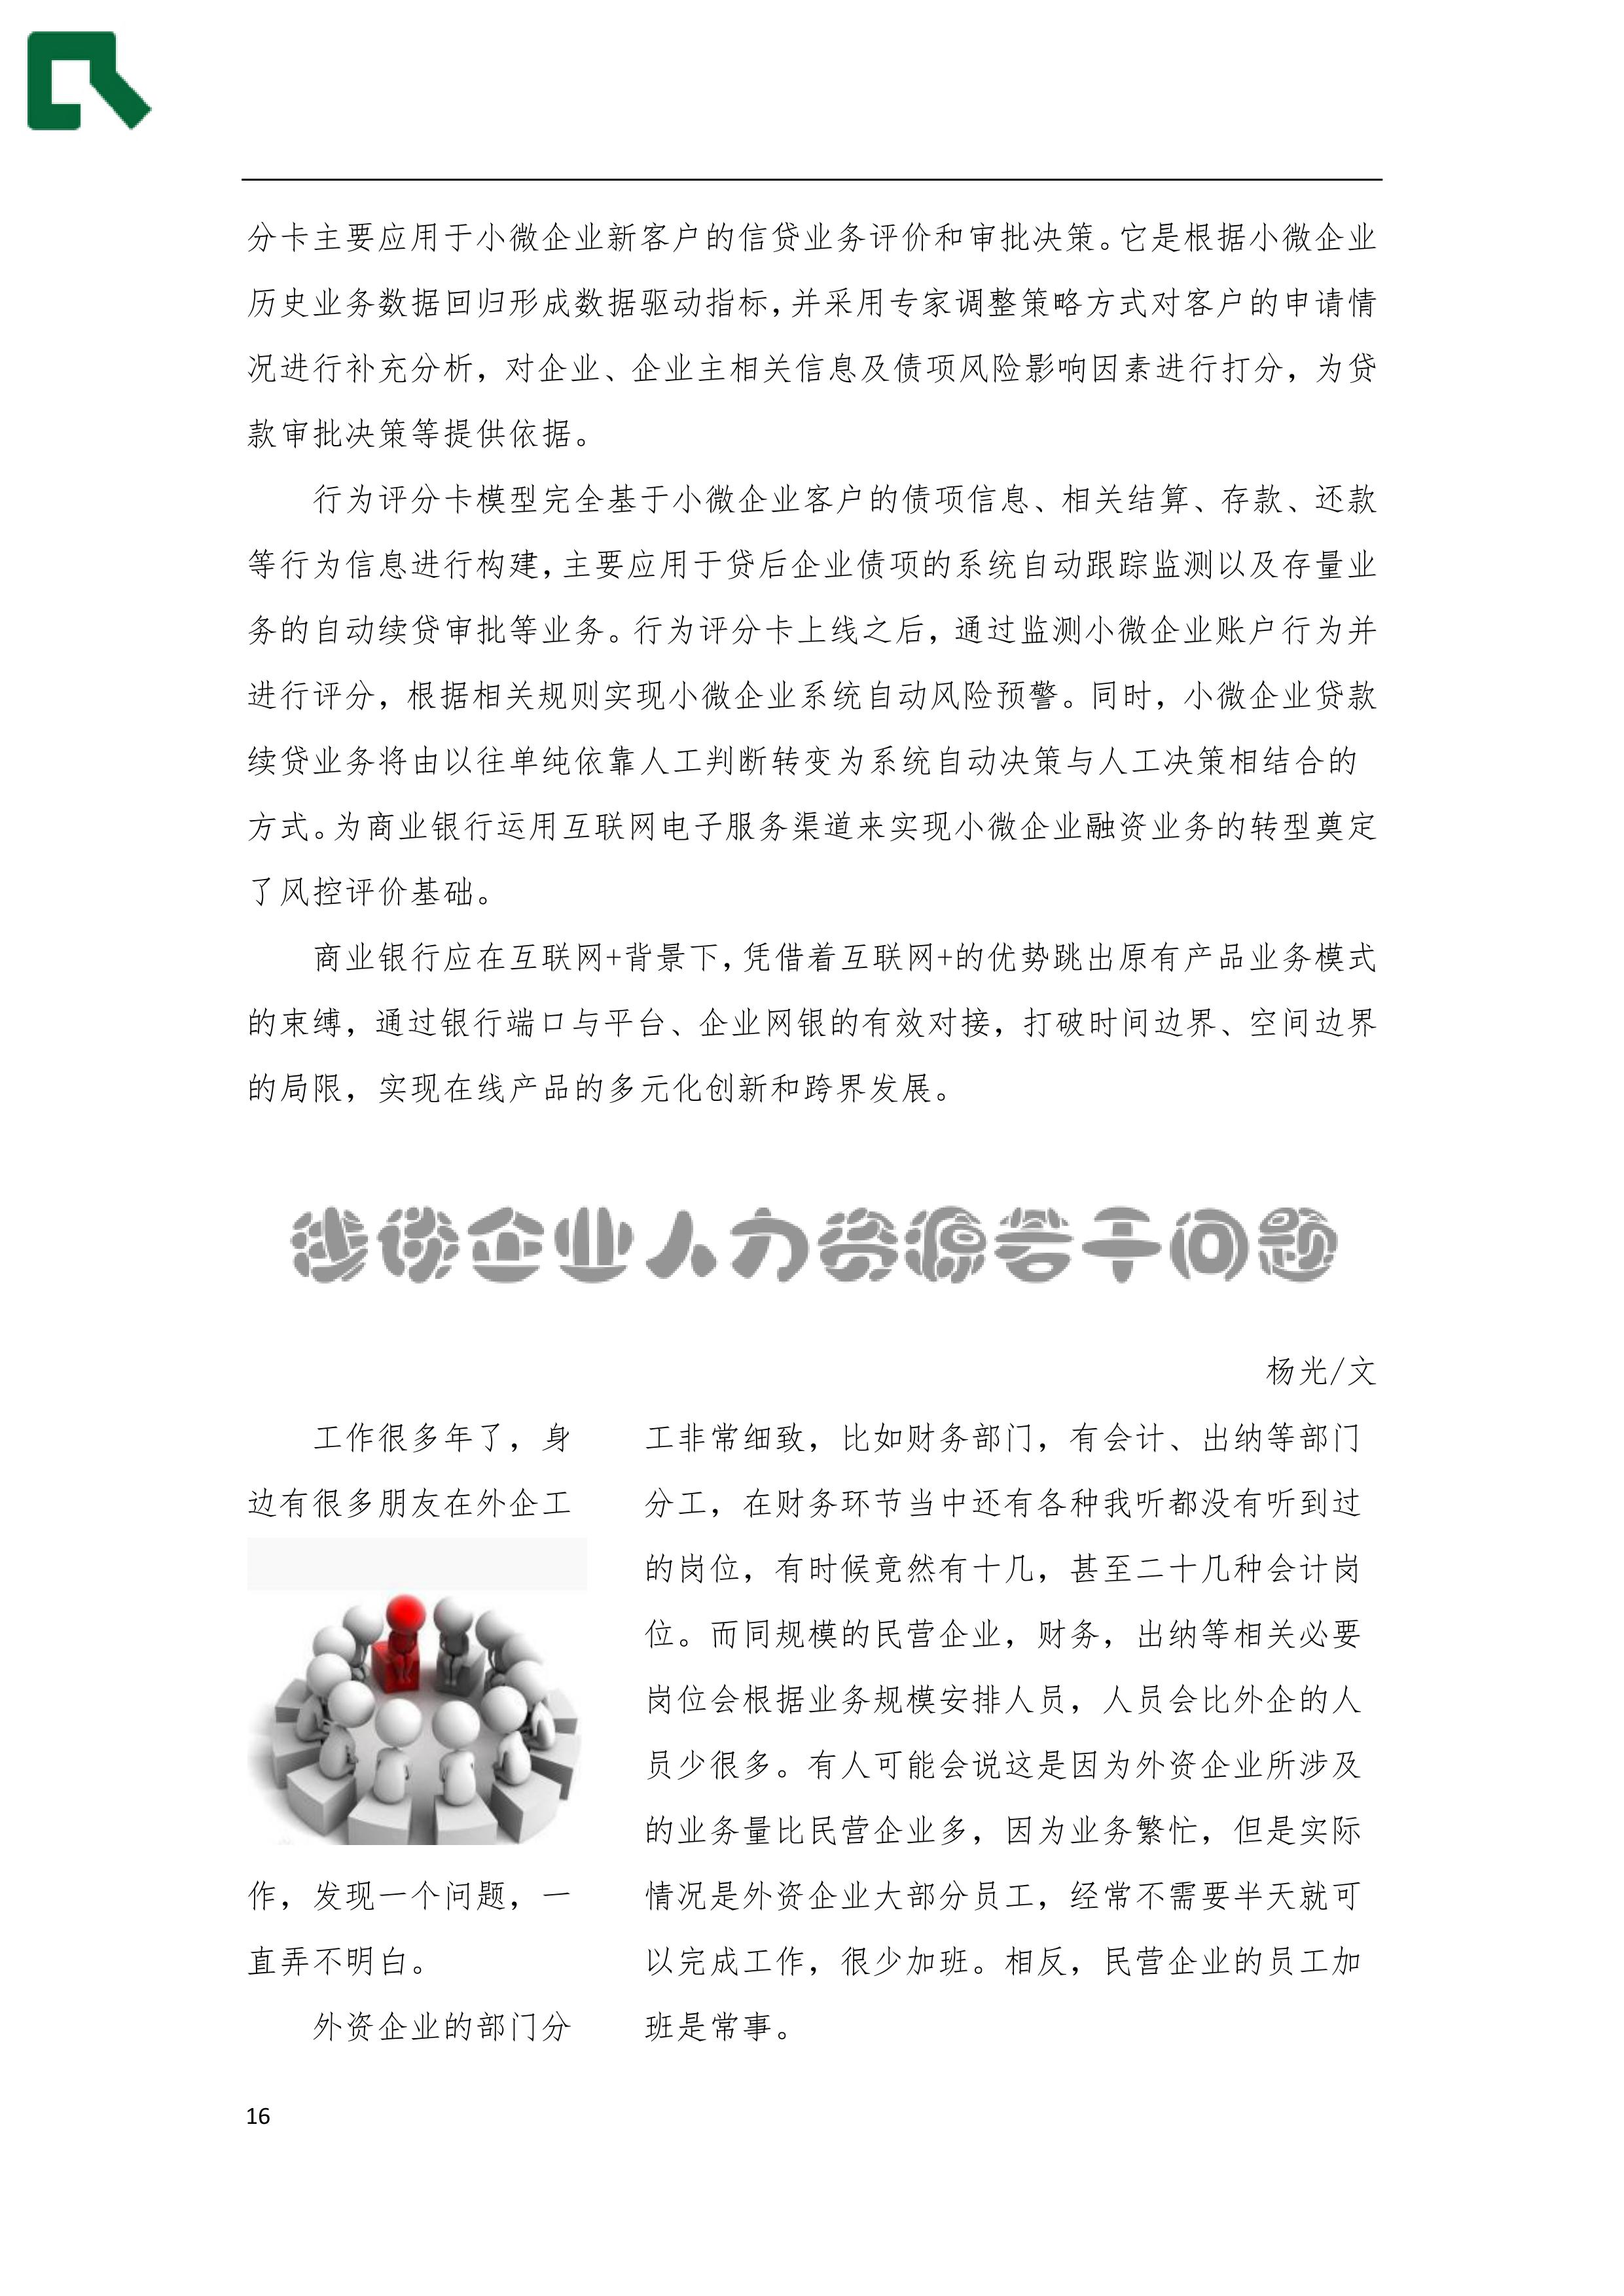 分卡主要应用于小微企业新客户的信贷业务评价和审批决策。它是根据小微企业
历史业务数据回归形成数据驱动指标，并采用专家调整策略方式对客户的申请情
况进行补充分析，对企业、企业主相关信息及债项风险影响因素进行打分，为贷
款审批决策等提供依据。
行为评分卡模型完全基于小微企业客户的债项信息、相关结算、存款、还款
等行为信息进行构建，主要应用于贷后企业债项的系统自动跟踪监测以及存量业
务的自动续贷审批等业务。行为评分卡上线之后，通过监测小微企业账户行为并
进行评分，根据相关规则实现小微企业系统自动风险预警。同时，小微企业贷款
续贷业务将由以往单纯依靠人工判断转变为系统自动决策与人工决策相结合的
方式。为商业银行运用互联网电子服务渠道来实现小微企业融资业务的转型奠定
了风控评价基础。
商业银行应在互联网+背景下，凭借着互联网+的优势跳出原有产品业务模式
的束缚，通过银行端口与平台、企业网银的有效对接，打破时间边界、空间边界
的局限，实现在线产品的多元化创新和跨界发展。
浅谈企业人力资源若干问题
杨光/文
工作很多年了，身
边有很多朋友在外企工
作，发现一个问题，一
直弄不明白。
外资企业的部门分
工非常细致，比如财务部门，有会计、出纳等部门
分工，在财务环节当中还有各种我听都没有听到过
的岗位，有时候竟然有十几，甚至二十几种会计岗
位。而同规模的民营企业，财务，出纳等相关必要
岗位会根据业务规模安排人员，人员会比外企的人
员少很多。有人可能会说这是因为外资企业所涉及
的业务量比民营企业多，因为业务繁忙，但是实际
情况是外资企业大部分员工，经常不需要半天就可
以完成工作，很少加班。相反，民营企业的员工加
班是常事。
16